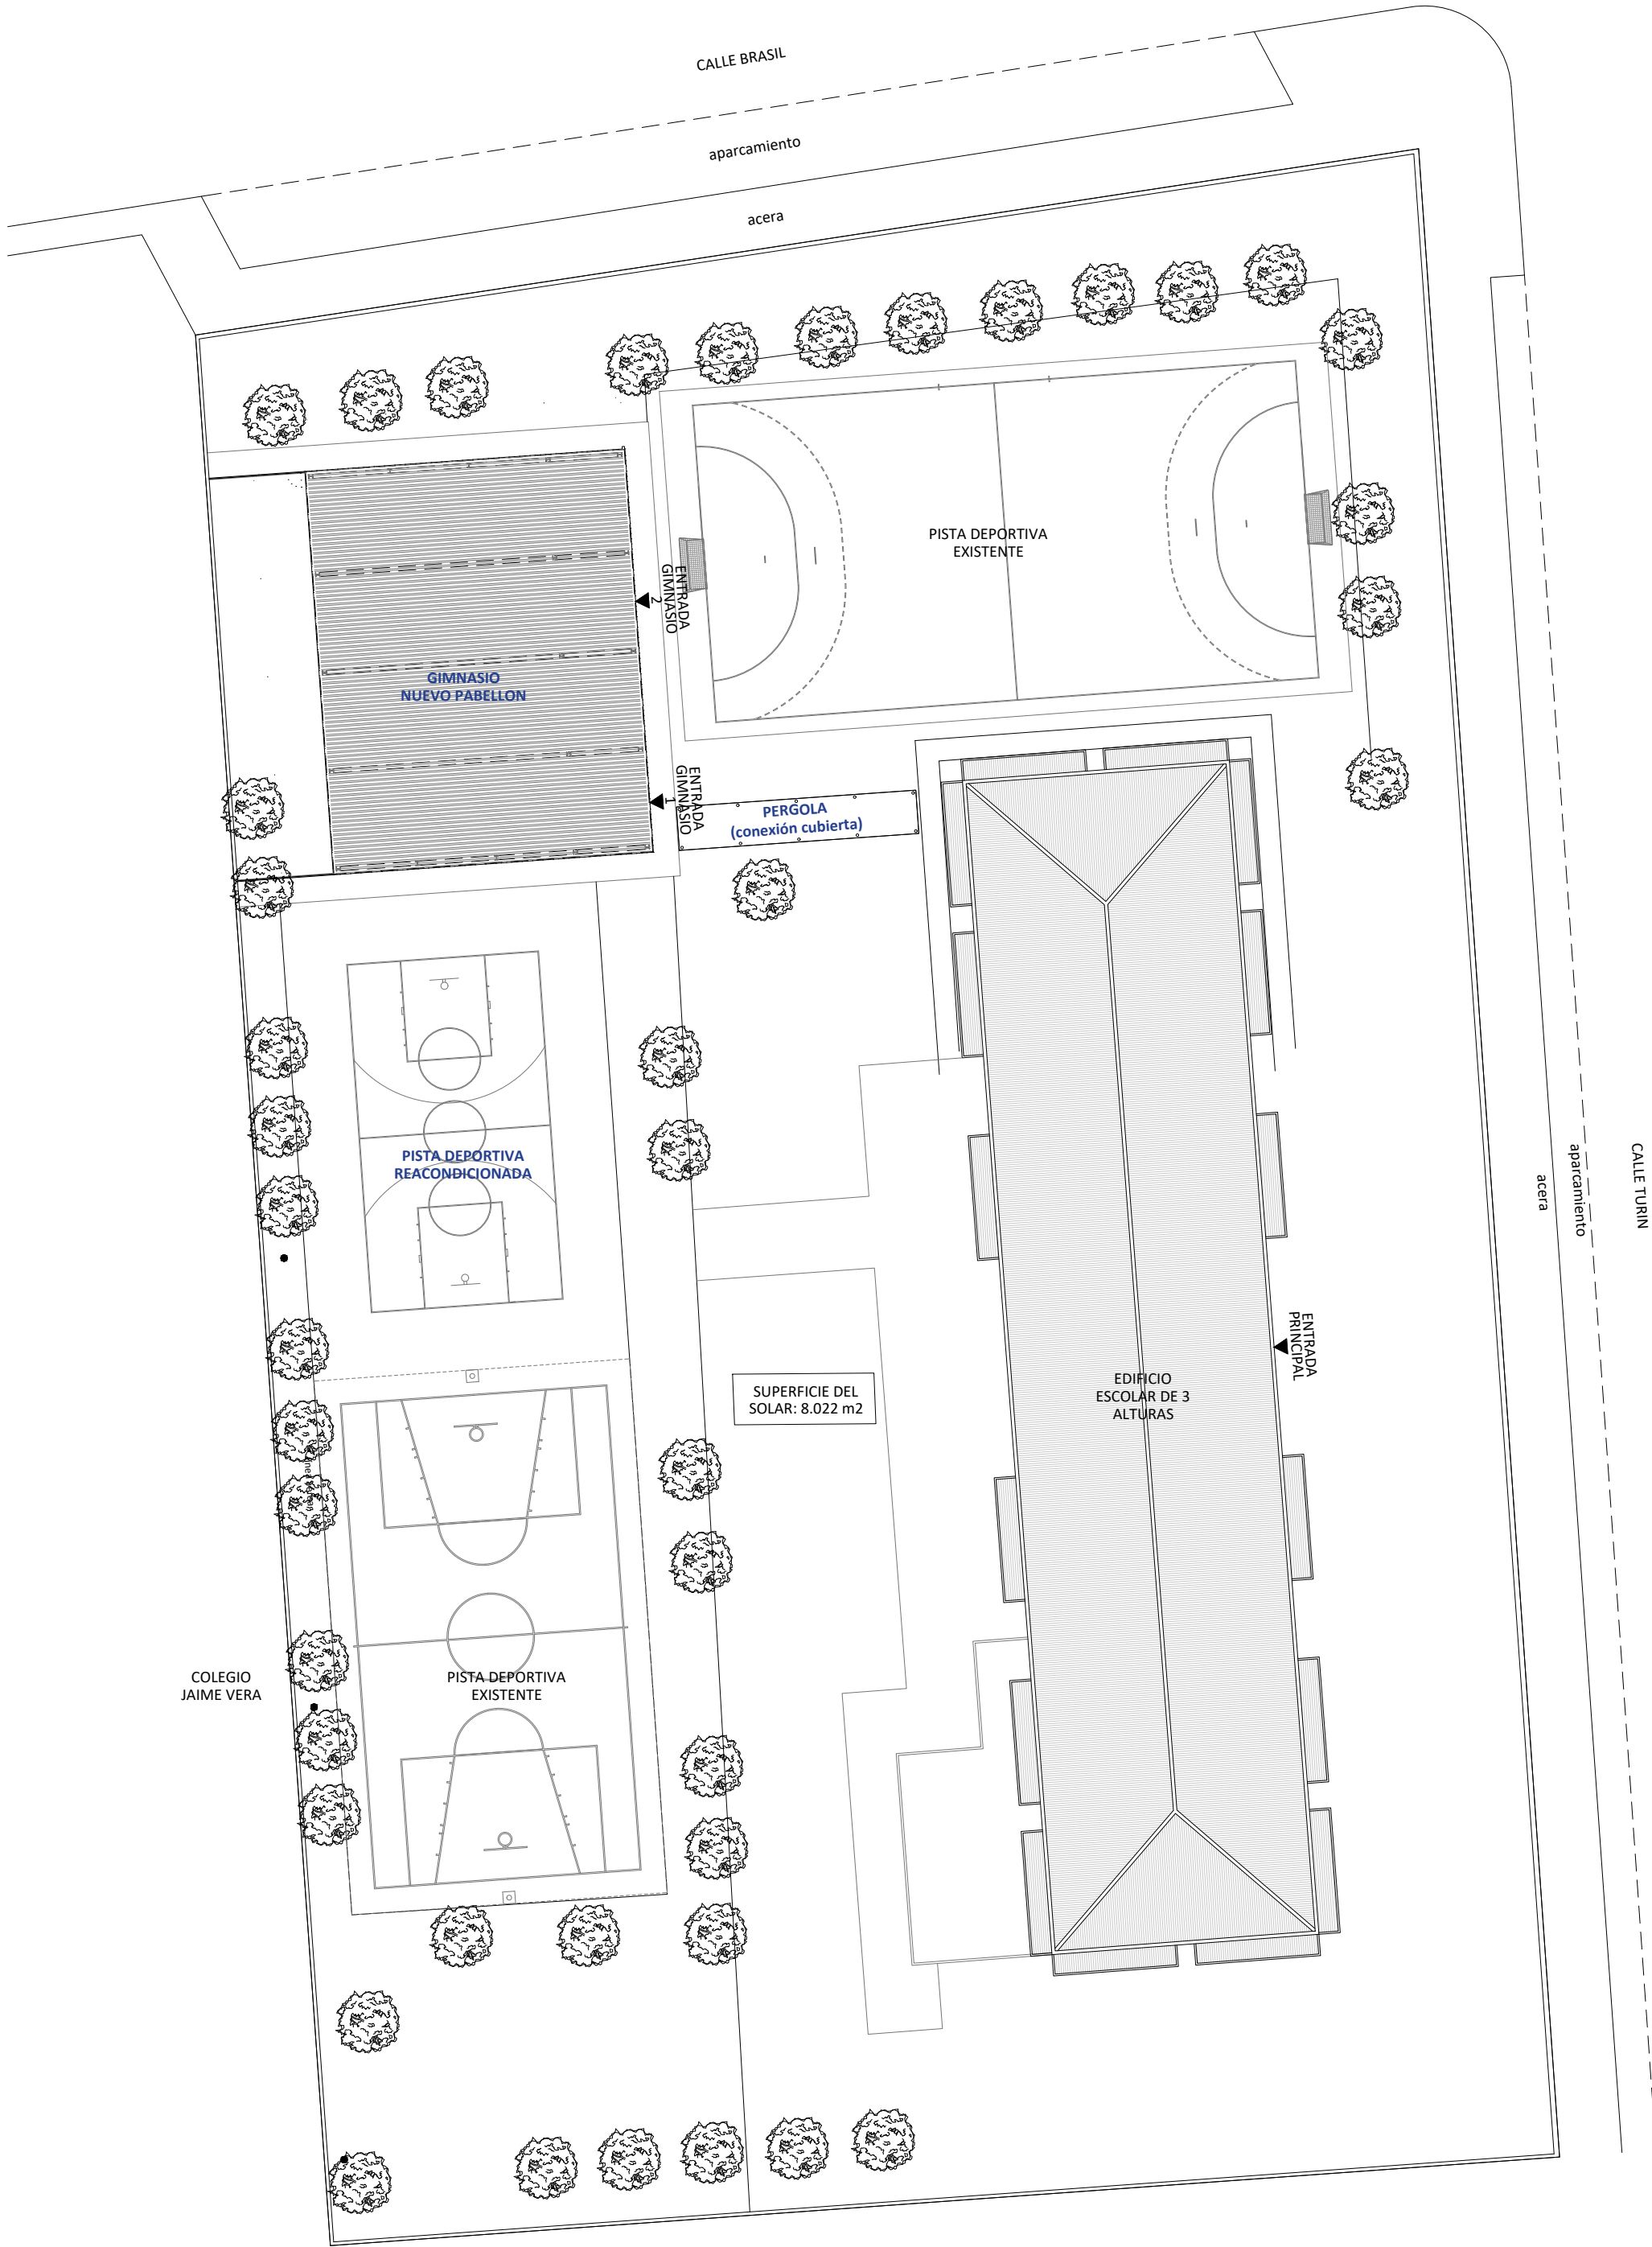 CALLE BRASIL
aparcamiento
acera
PISTA DEPORTIVA
EXISTENTE
ENTRADA
GIMNASIO
2
GIMNASIO
NUEVO PABELLON
ENTRADA
GIMNASIO
1
PERGOLA
(conexión cubierta)
PISTA DEPORTIVA
REACONDICIONADA
CALLE TURIN
aparcamiento
acera
ENTRADA
PRINCIPAL
EDIFICIO
ESCOLAR DE 3
ALTURAS
SUPERFICIE DEL
SOLAR: 8.022 m2
COLEGIO
JAIME VERA
PISTA DEPORTIVA
EXISTENTE